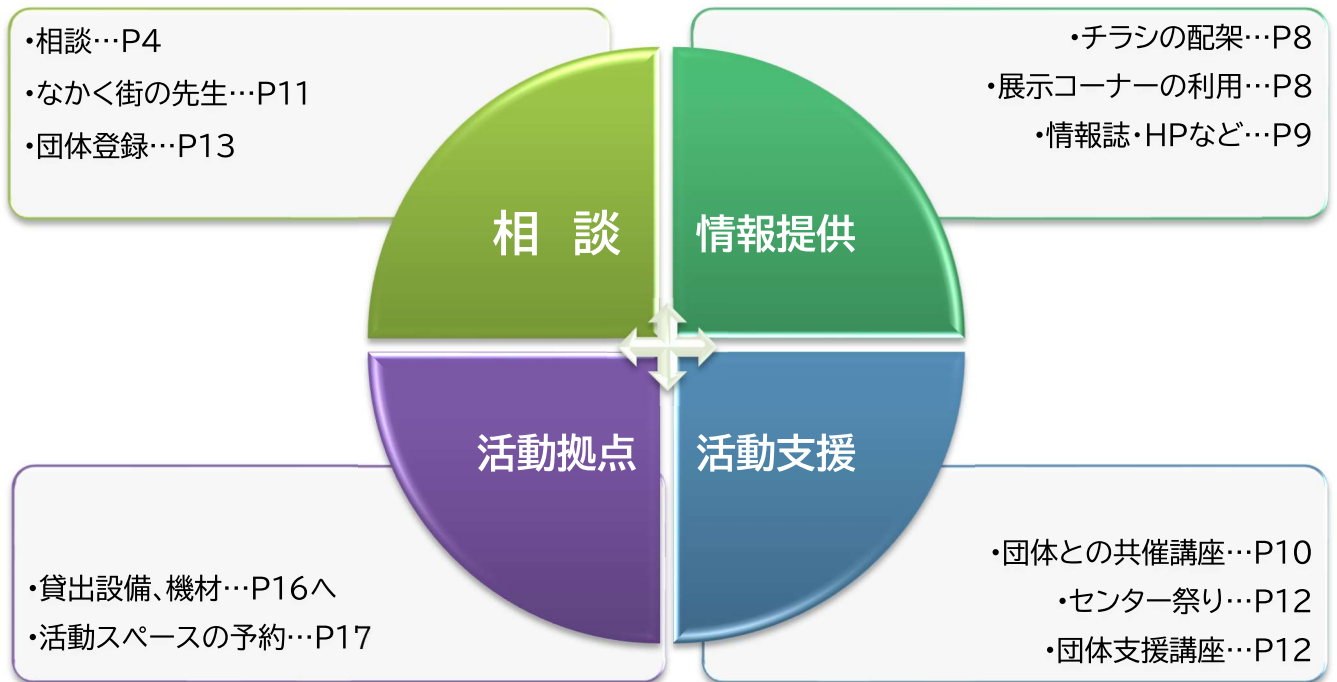 ・相談…P4
・なかく街の先生…P11
・団体登録…P13
・チラシの配架…P8
・展示コーナーの利用…P8
・情報誌・HPなど…P9
相　談
情報提供
活動拠点
活動支援
・貸出設備、機材…P16へ
・活動スペースの予約…P17
・団体との共催講座…P10
・センター祭り…P12
・団体支援講座…P12